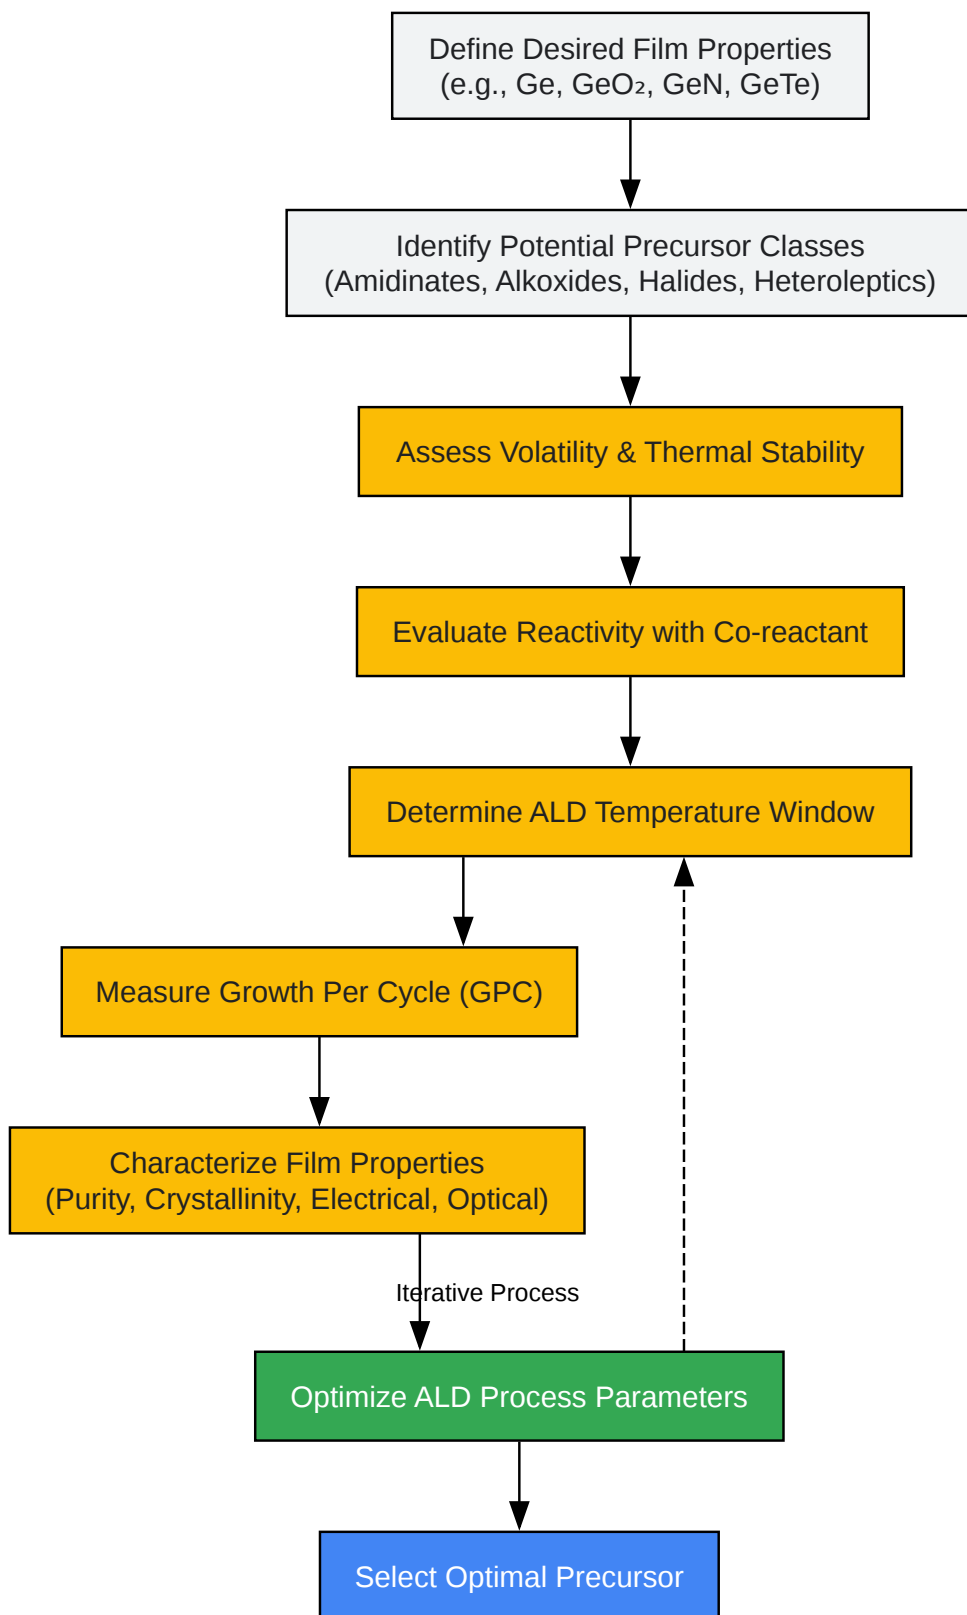 Define Desired Film Properties
(e.g., Ge, GeO₂, GeN, GeTe)
Identify Potential Precursor Classes
(Amidinates, Alkoxides, Halides, Heteroleptics)
Assess Volatility & Thermal Stability
Evaluate Reactivity with Co-reactant
Determine ALD Temperature Window
Measure Growth Per Cycle (GPC)
Characterize Film Properties
(Purity, Crystallinity, Electrical, Optical)
Iterative Process
Optimize ALD Process Parameters
Select Optimal Precursor